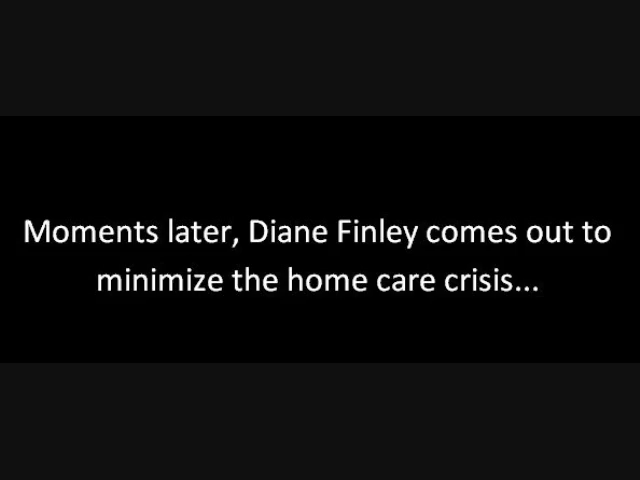 Moments later, Diane Finley comes out to
minimize the home care crisis...